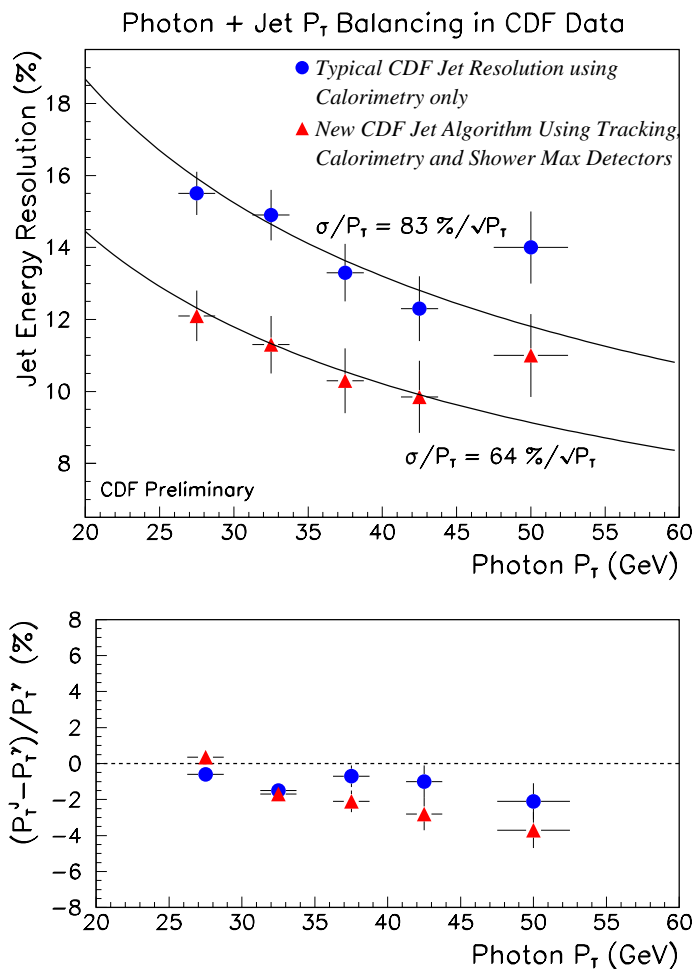 Photon + Jet P_T Balancing in CDF Data
Jet Energy Resolution (%)
18
16
14
12
10
8
Typical CDF Jet Resolution using
Calorimetry only
New CDF Jet Algorithm Using Tracking,
Calorimetry and Shower Max Detectors
σ/P_T = 83 %/√P_T
σ/P_T = 64 %/√P_T
CDF Preliminary
20 25 30 35 40 45 50 55 60
Photon P_T (GeV)
(P_T^J−P_T^γ)/P_T^γ (%)
8
6
4
2
0
−2
−4
−6
−8
20 25 30 35 40 45 50 55 60
Photon P_T (GeV)